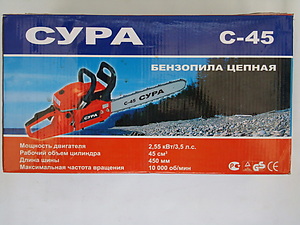 СУРА C-45
БЕНЗОПИЛА ЦЕПНАЯ
C-45 СУРА
Мощность двигателя 2,55 кВт/3,5 л.с.
Рабочий объем цилиндра 45 см³
Длина шины 450 мм
Максимальная частота вращения 10 000 об/мин